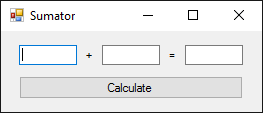 Sumator
+ =
Calculate